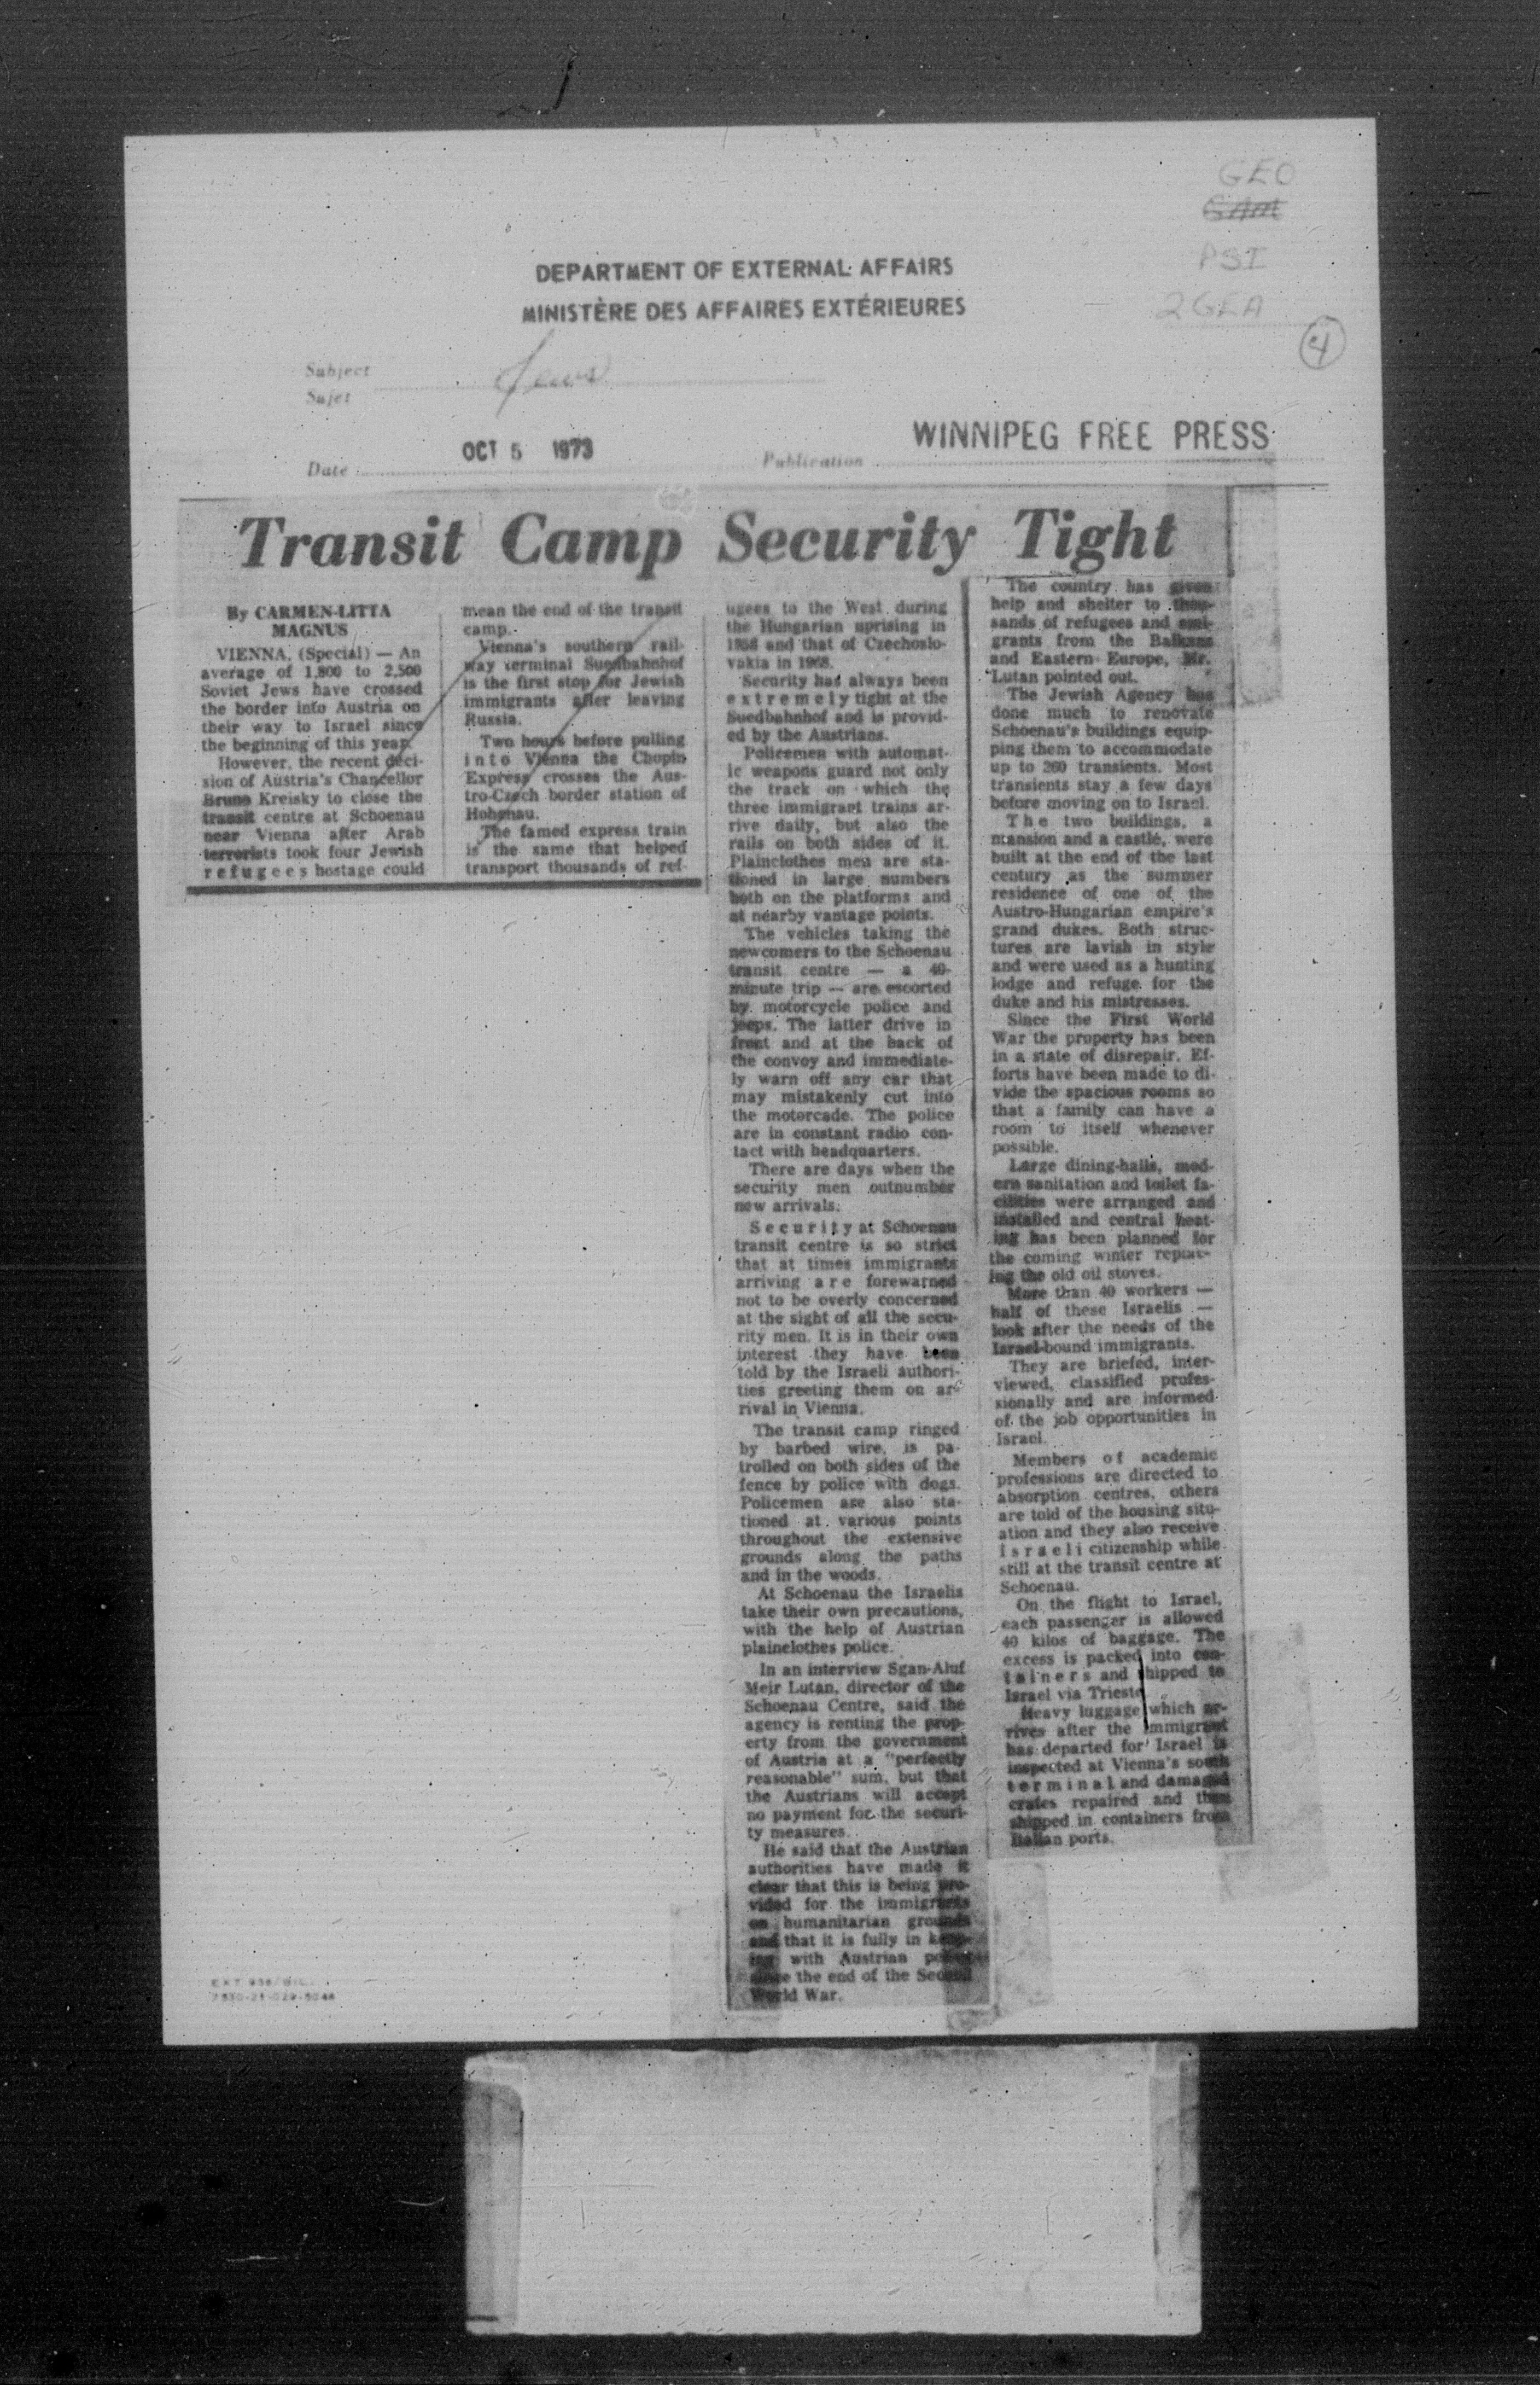 GEO
PSI
2GEA
4
DEPARTMENT OF EXTERNAL AFFAIRS
MINISTÈRE DES AFFAIRES EXTÉRIEURES
Subject
Sujet
Jews
Date
OCT 5 1973
Publication
WINNIPEG FREE PRESS
Transit Camp Security Tight
By CARMEN-LITTA
MAGNUS
VIENNA, (Special) — An
average of 1,800 to 2,500
Soviet Jews have crossed
the border into Austria on
their way to Israel since
the beginning of this year.
However, the recent deci-
sion of Austria's Chancellor
Bruno Kreisky to close the
transit centre at Schoenau
near Vienna after Arab
terrorists took four Jewish
refugees hostage could
mean the end of the transit
camp.
Vienna's southern rail-
way terminal Suedbahnhof
is the first stop for Jewish
immigrants after leaving
Russia.
Two hours before pulling
into Vienna the Chopin
Express crosses the Aus-
tro-Czech border station of
Hohenau.
The famed express train
is the same that helped
transport thousands of ref-
ugees to the West during
the Hungarian uprising in
1956 and that of Czechoslo-
vakia in 1968.
Security has always been
extremely tight at the
Suedbahnhof and is provid-
ed by the Austrians.
Policemen with automat-
ic weapons guard not only
the track on which the
three immigrant trains ar-
rive daily, but also the
rails on both sides of it.
Plainclothes men are sta-
tioned in large numbers
both on the platforms and
at nearby vantage points.
The vehicles taking the
newcomers to the Schoenau
transit centre — a 40-
minute trip — are escorted
by motorcycle police and
jeeps. The latter drive in
front and at the back of
the convoy and immediate-
ly warn off any car that
may mistakenly cut into
the motorcade. The police
are in constant radio con-
tact with headquarters.
There are days when the
security men outnumber
new arrivals.
Security at Schoenau
transit centre is so strict
that at times immigrants
arriving are forewarned
not to be overly concerned
at the sight of all the secu-
rity men. It is in their own
interest they have been
told by the Israeli authori-
ties greeting them on ar-
rival in Vienna.
The transit camp ringed
by barbed wire, is pa-
trolled on both sides of the
fence by police with dogs.
Policemen are also sta-
tioned at various points
throughout the extensive
grounds along the paths
and in the woods.
At Schoenau the Israelis
take their own precautions,
with the help of Austrian
plainclothes police.
In an interview Sgan-Aluf
Meir Lutan, director of the
Schoenau Centre, said the
agency is renting the prop-
erty from the government
of Austria at a "perfectly
reasonable" sum, but that
the Austrians will accept
no payment for the securi-
ty measures.
He said that the Austrian
authorities have made it
clear that this is being pro-
vided for the immigrants
on humanitarian grounds
and that it is fully in keep-
ing with Austrian policy
since the end of the Second
World War.
The country has given
help and shelter to thou-
sands of refugees and emi-
grants from the Balkans
and Eastern Europe, Mr.
Lutan pointed out.
The Jewish Agency has
done much to renovate
Schoenau's buildings equip-
ping them to accommodate
up to 260 transients. Most
transients stay a few days
before moving on to Israel.
The two buildings, a
mansion and a castle, were
built at the end of the last
century as the summer
residence of one of the
Austro-Hungarian empire's
grand dukes. Both struc-
tures are lavish in style
and were used as a hunting
lodge and refuge for the
duke and his mistresses.
Since the First World
War the property has been
in a state of disrepair. Ef-
forts have been made to di-
vide the spacious rooms so
that a family can have a
room to itself whenever
possible.
Large dining-halls, mod-
ern sanitation and toilet fa-
cilities were arranged and
installed and central heat-
ing has been planned for
the coming winter replac-
ing the old oil stoves.
More than 40 workers —
half of these Israelis —
look after the needs of the
Israel-bound immigrants.
They are briefed, inter-
viewed, classified profes-
sionally and are informed
of the job opportunities in
Israel.
Members of academic
professions are directed to
absorption centres, others
are told of the housing situ-
ation and they also receive
Israeli citizenship while
still at the transit centre at
Schoenau.
On the flight to Israel,
each passenger is allowed
40 kilos of baggage. The
excess is packed into con-
tainers and shipped to
Israel via Trieste.
Heavy luggage which ar-
rives after the immigrant
has departed for Israel is
inspected at Vienna's south
terminal and damaged
crates repaired and then
shipped in containers from
Italian ports.